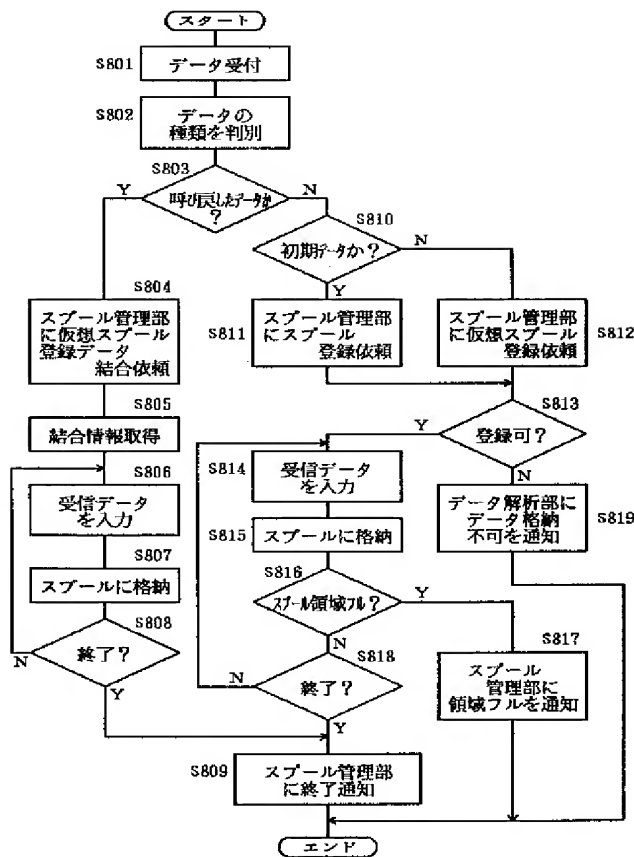 スタート
S801
データ受付
S802
データの
種類を判別
S803
呼び戻したデータか
?
Y
N
S810
初期データか?
N
Y
S804
スプール管理部
に仮想スプール
登録データ
結合依頼
S811
スプール管理部
にスプール
登録依頼
スプール管理部
に仮想スプール
登録依頼
S812
S805
結合情報取得
S813
登録可?
Y
N
S806
受信データ
を入力
S814
受信データ
を入力
データ解析部に
データ格納
不可を通知
S819
S807
スプールに格納
S815
スプールに格納
S816
スプール領域フル?
Y
N
S808
終了?
N
Y
S818
終了?
N
Y
S817
スプール
管理部に
領域フルを通知
S809
スプール管理部
に終了通知
エンド